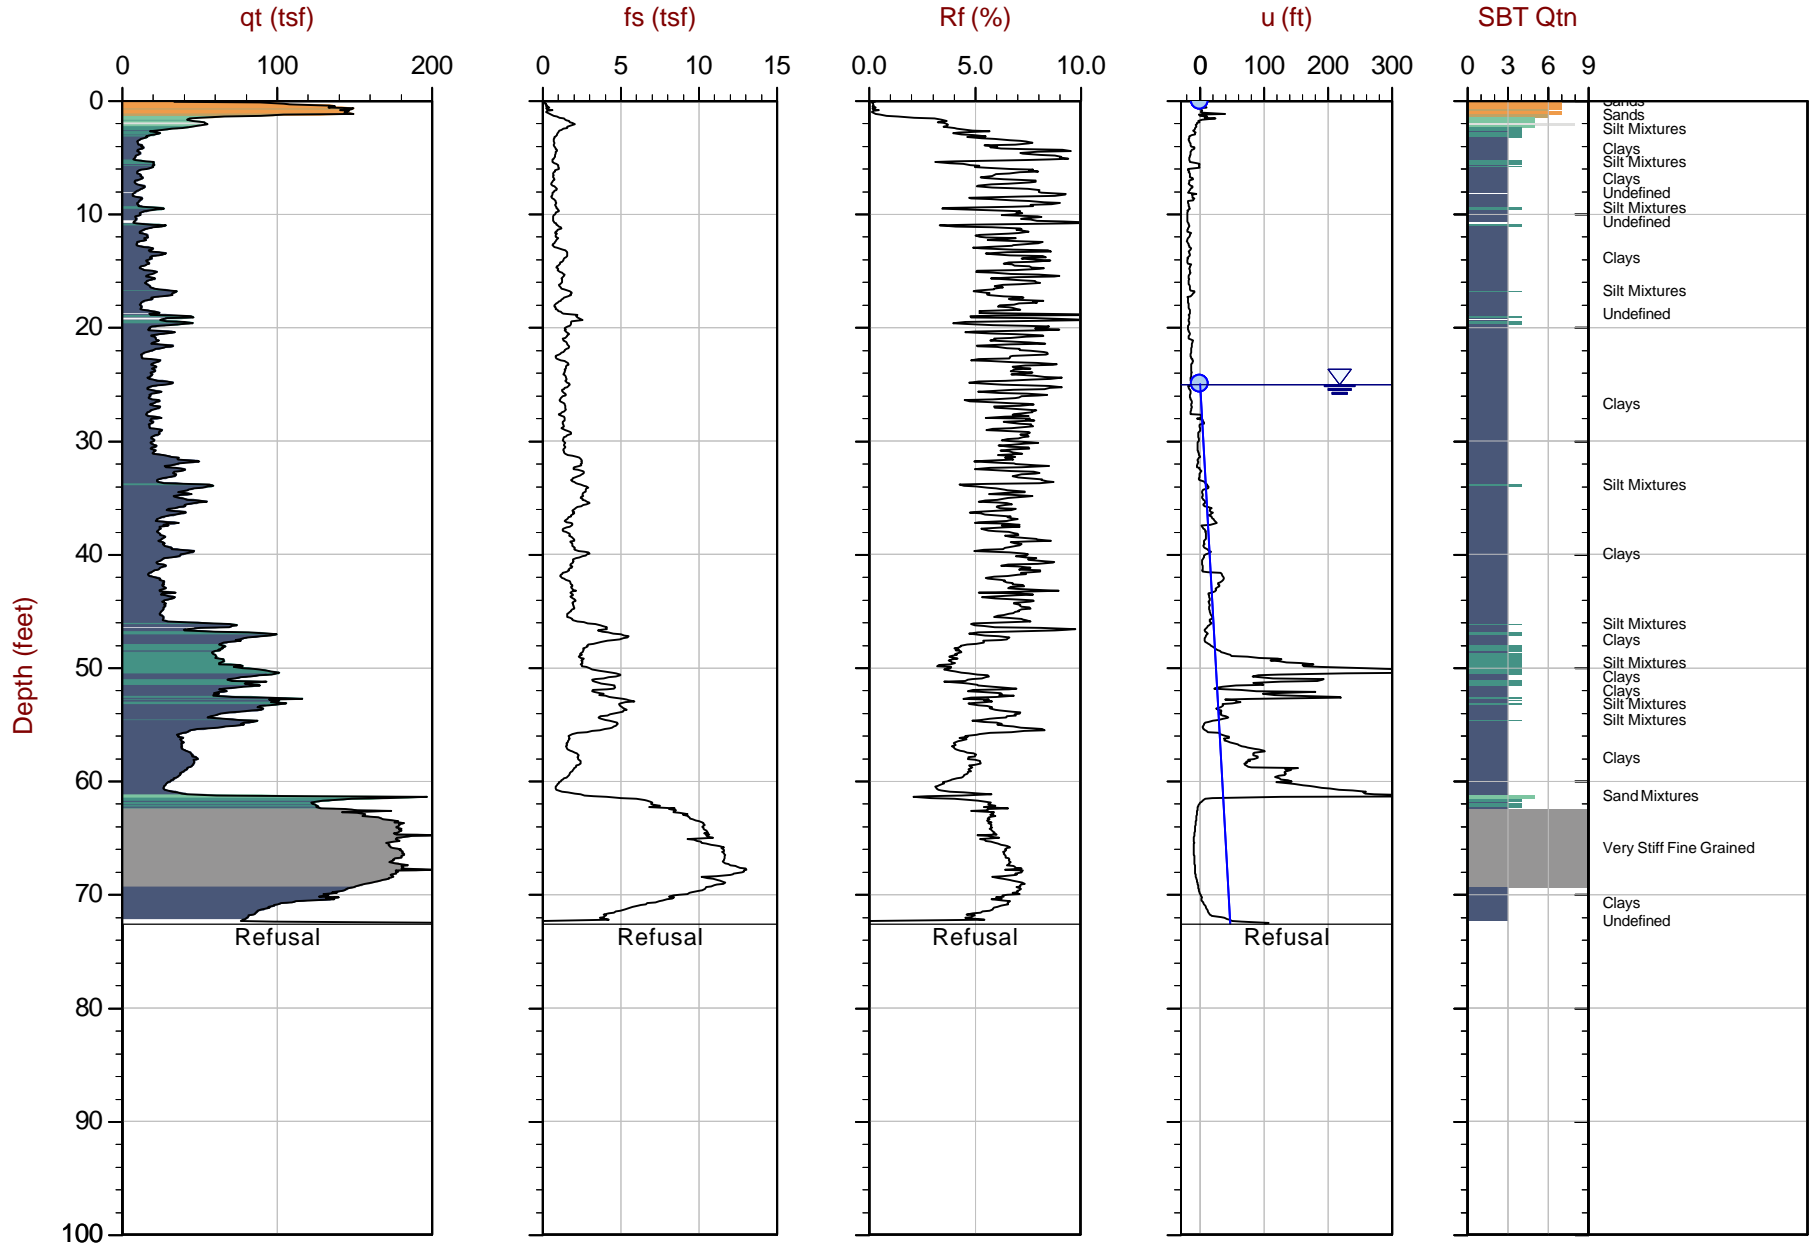 qt (tsf) fs (tsf) Rf (%) u (ft) SBT Qtn
0 100 200 0 5 15 0.0 5.0 10.0 0 0 100 200 300 0 3 6 9
10
0
Sands
Sands
Silt Mixtures
Clays
Silt Mixtures
Clays
Undefined
Silt Mixtures
10
Undefined
Clays
Silt Mixtures
Undefined
20
Clays
30
Silt Mixtures
40
Clays
Silt Mixtures
Clays
Silt Mixtures
50
Clays
Clays
Silt Mixtures
Silt Mixtures
Clays
60
Sand Mixtures
Very Stiff Fine Grained
70
Clays
Undefined
Refusal Refusal Refusal Refusal
80
90
100
Depth (feet)